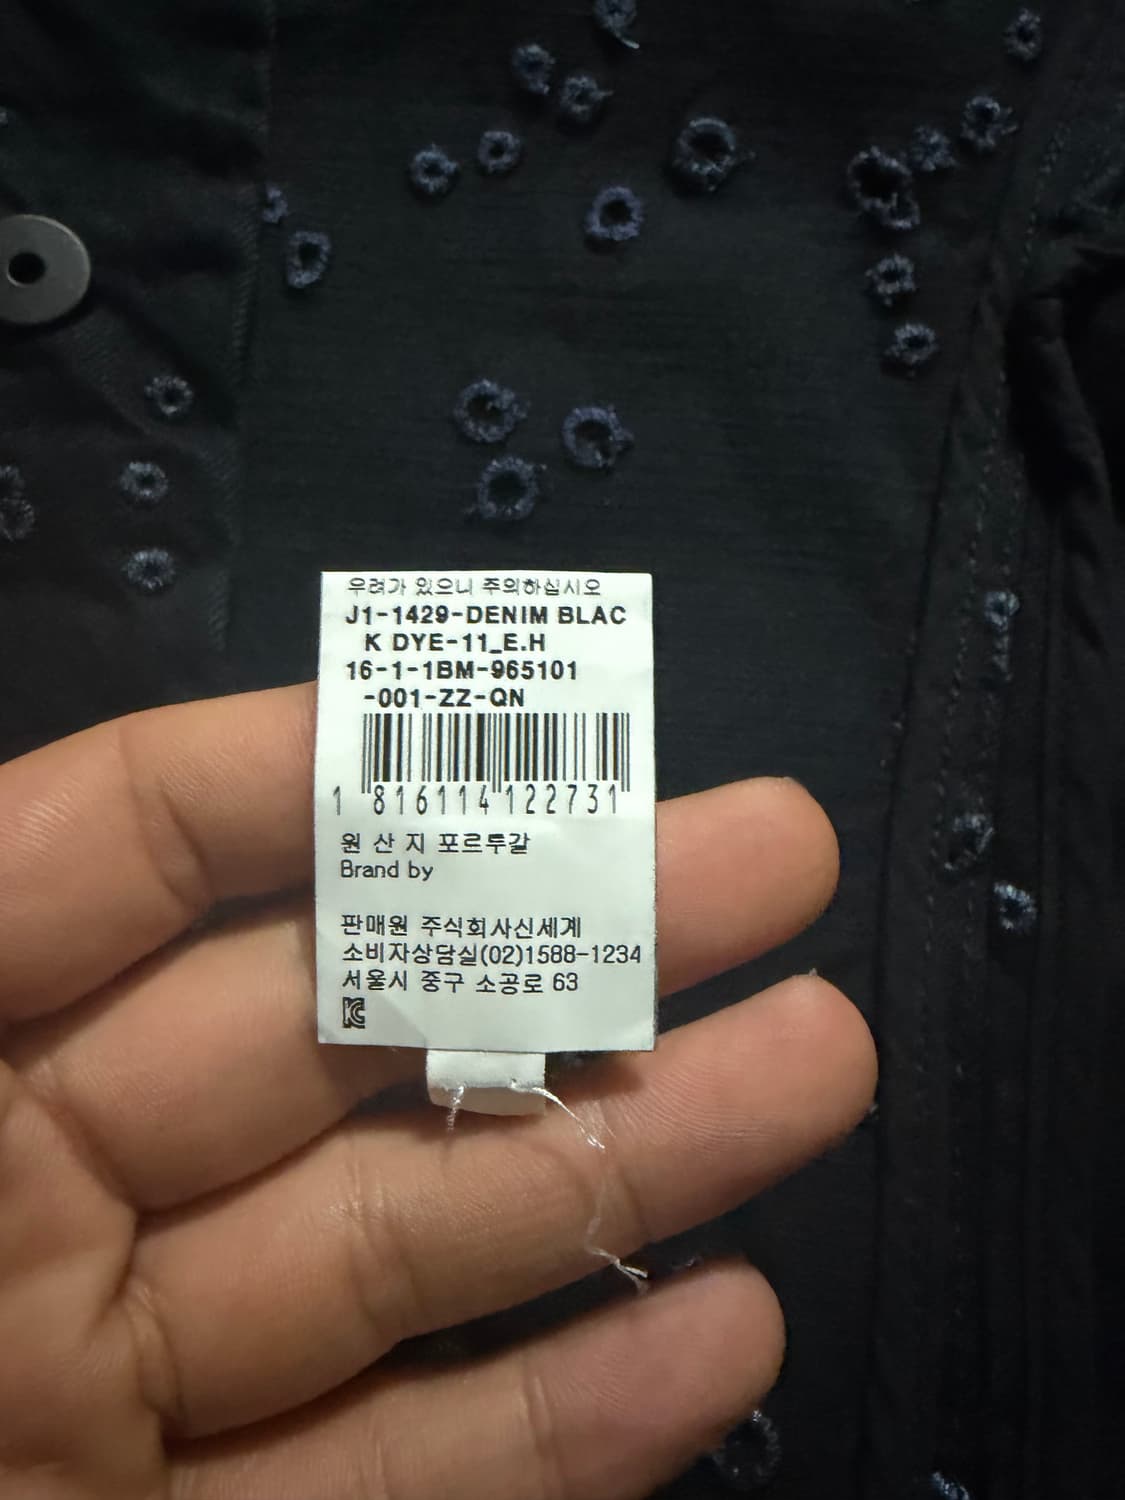 우려가 있으니 주의하십시오
J1-1429-DENIM BLAC
K DYE-11_E.H
16-1-1BM-965101
-001-ZZ-QN
1 816114 122731
원 산 지 포르투갈
Brand by
판매원 주식회사신세계
소비자상담실(02)1588-1234
서울시 중구 소공로 63
KC